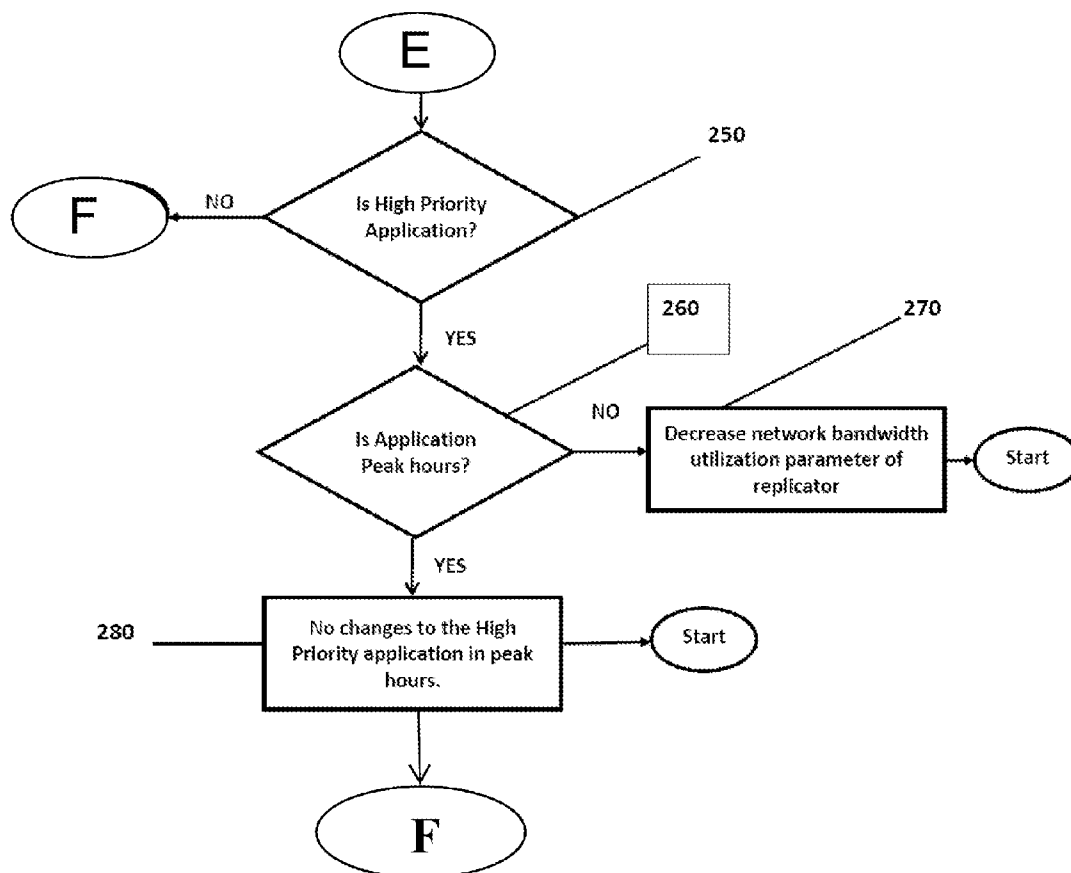 E
250
Is High Priority
Application?
NO
F
YES
260
270
Is Application
Peak hours?
NO
Decrease network bandwidth
utilization parameter of
replicator
Start
YES
280
No changes to the High
Priority application in peak
hours.
Start
F